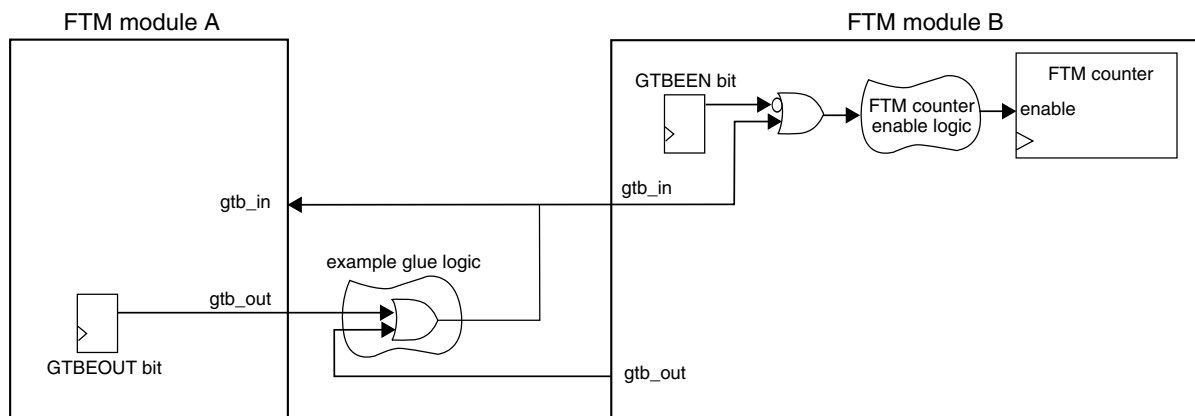 FTM module A
FTM module B
GTBEEN bit
FTM counter
FTM counter
enable logic
enable
gtb_in
gtb_in
example glue logic
gtb_out
GTBEOUT bit
gtb_out